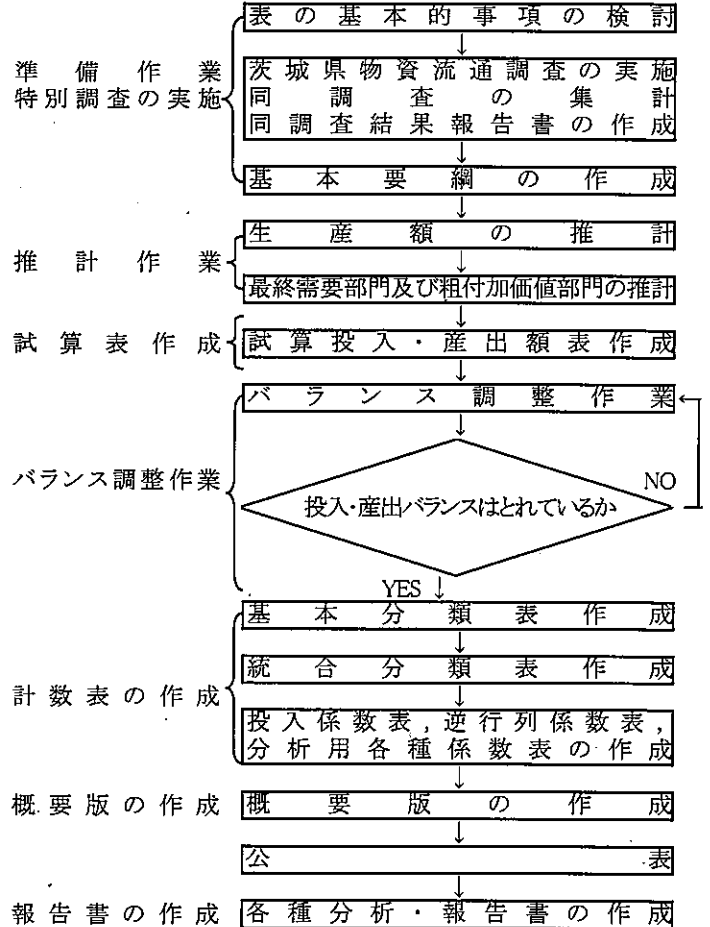 表の基本的事項の検討
準備作業
特別調査の実施
茨城県物資流通調査の実施
同調査の集計
同調査結果報告書の作成
基本要綱の作成
推計作業
生産額の推計
最終需要部門及び粗付加価値部門の推計
試算表作成
試算投入・産出額表作成
バランス調整作業
バランス調整作業
投入・産出バランスはとれているか
NO
YES
計数表の作成
基本分類表作成
統合分類表作成
投入係数表,逆行列係数表,
分析用各種係数表の作成
概要版の作成
概要版の作成
公表
報告書の作成
各種分析・報告書の作成